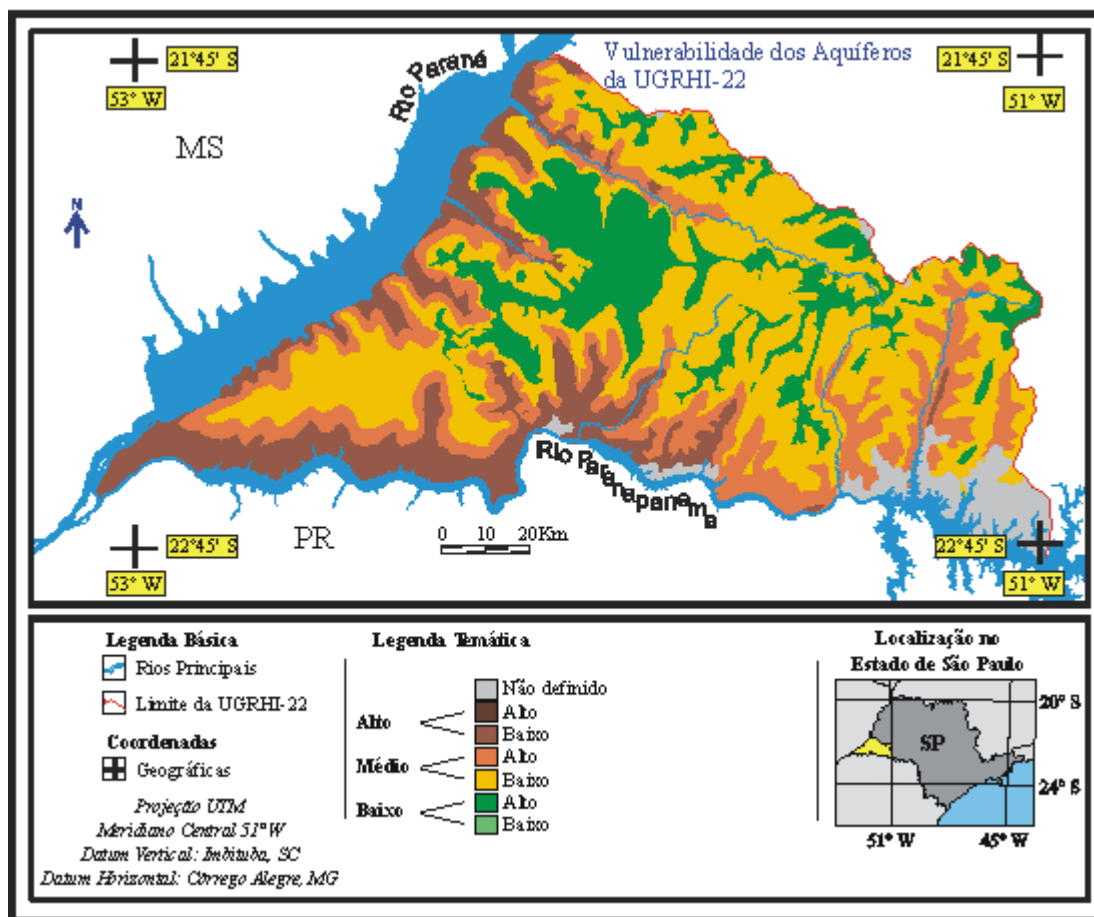 Vulnerabilidade dos Aquíferos
da UGRHI-22
21°45' S
53° W
21°45' S
51° W
Rio Paraná
MS
N
Rio Paranapanema
PR
0 10 20Km
22°45' S
53° W
22°45' S
51° W
Legenda Básica
Rios Principais
Limite da UGRHI-22
Coordenadas
Geográficas
Projeção UTM
Meridiano Central 51° W
Datum Vertical: Imbituba, SC
Datum Horizontal: Córrego Alegre, MG
Legenda Temática
Não definido
Alto
Alto
Baixo
Médio
Alto
Baixo
Baixo
Alto
Baixo
Localização no
Estado de São Paulo
SP
20° S
24° S
51° W
45° W